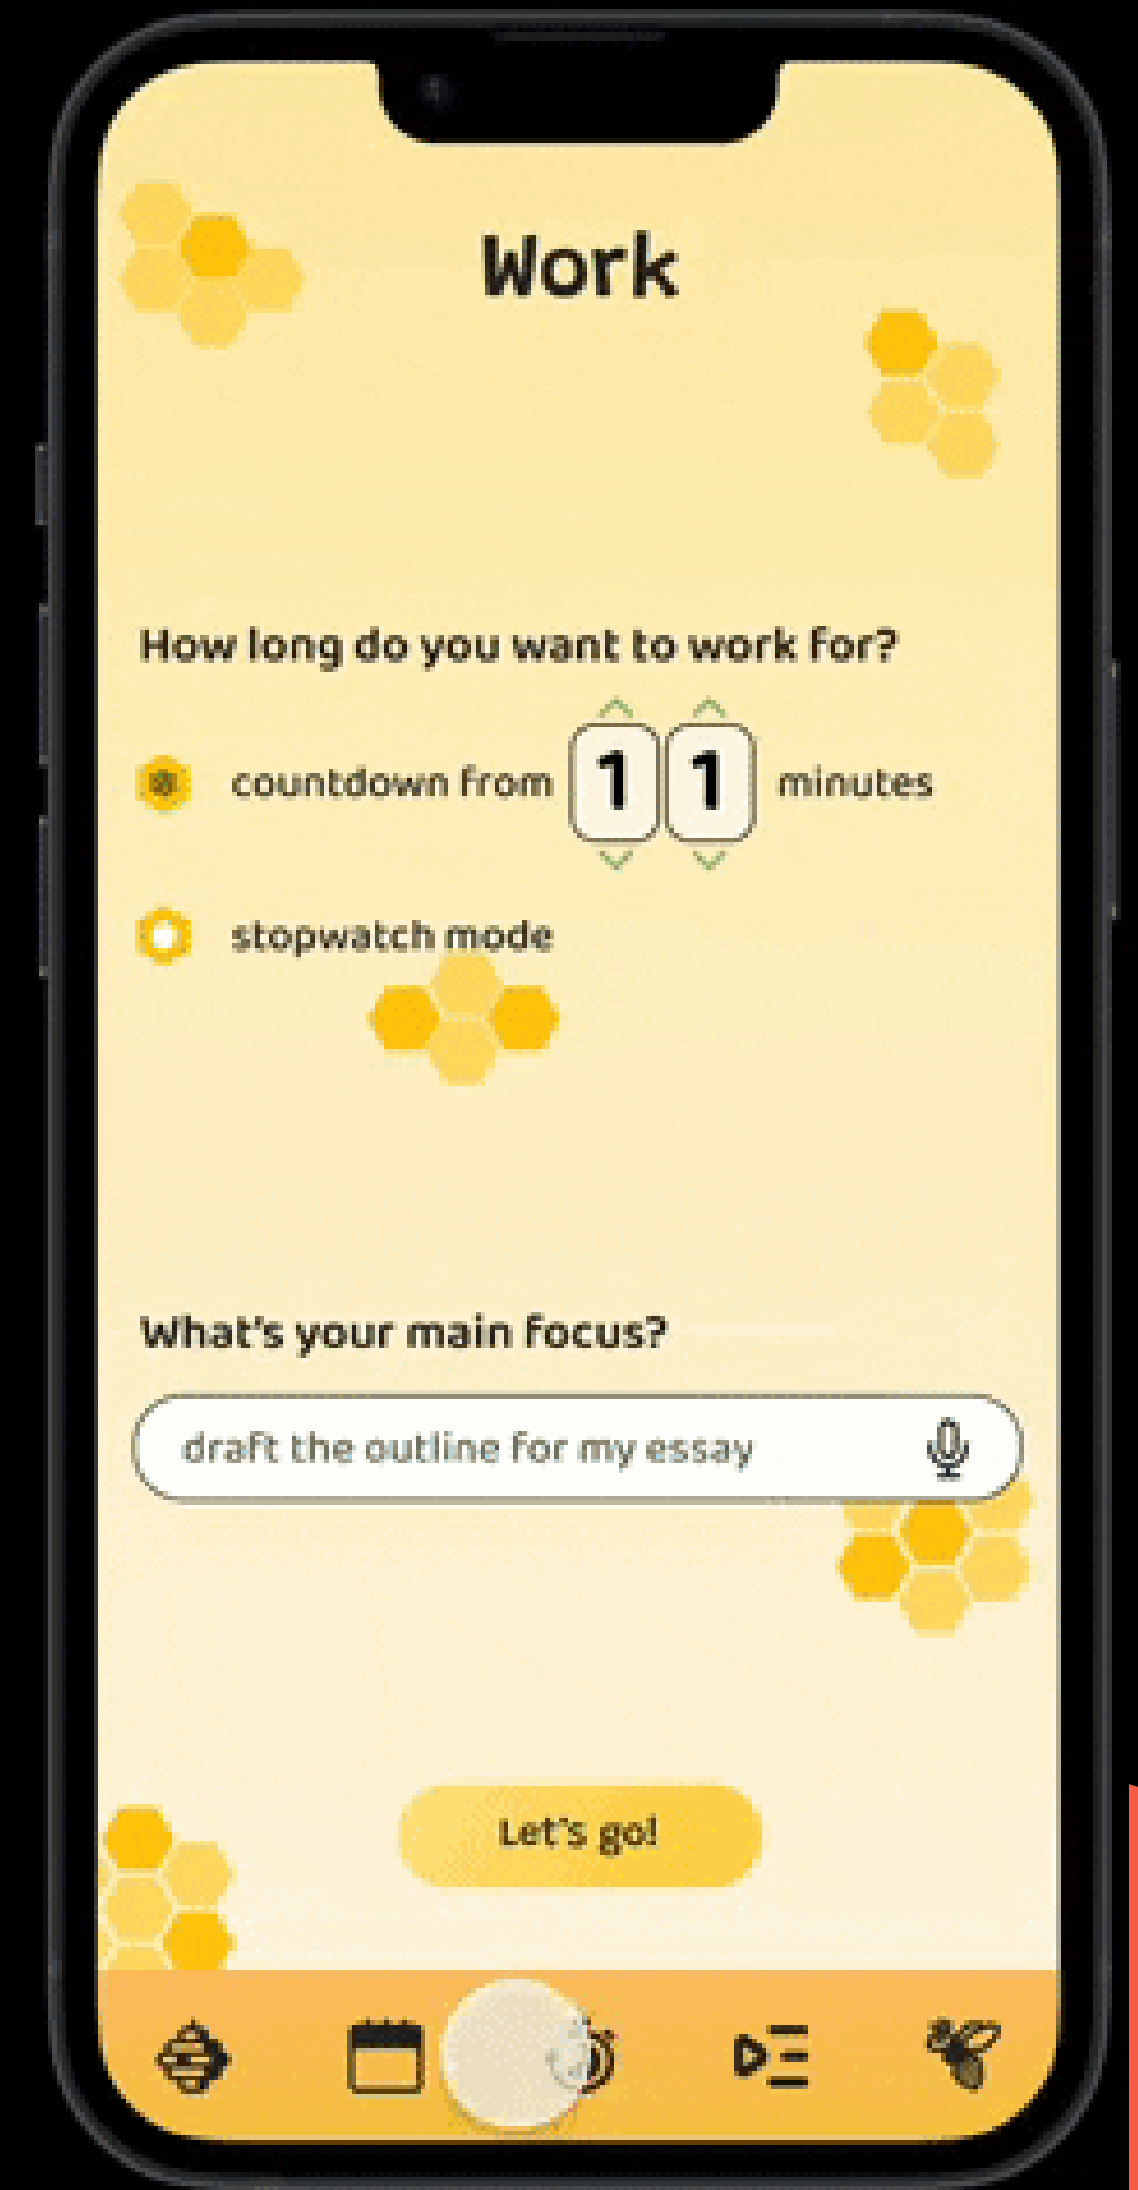 Work
How long do you want to work for?
countdown from 1 1 minutes
stopwatch mode
What's your main focus?
draft the outline for my essay
Let's go!